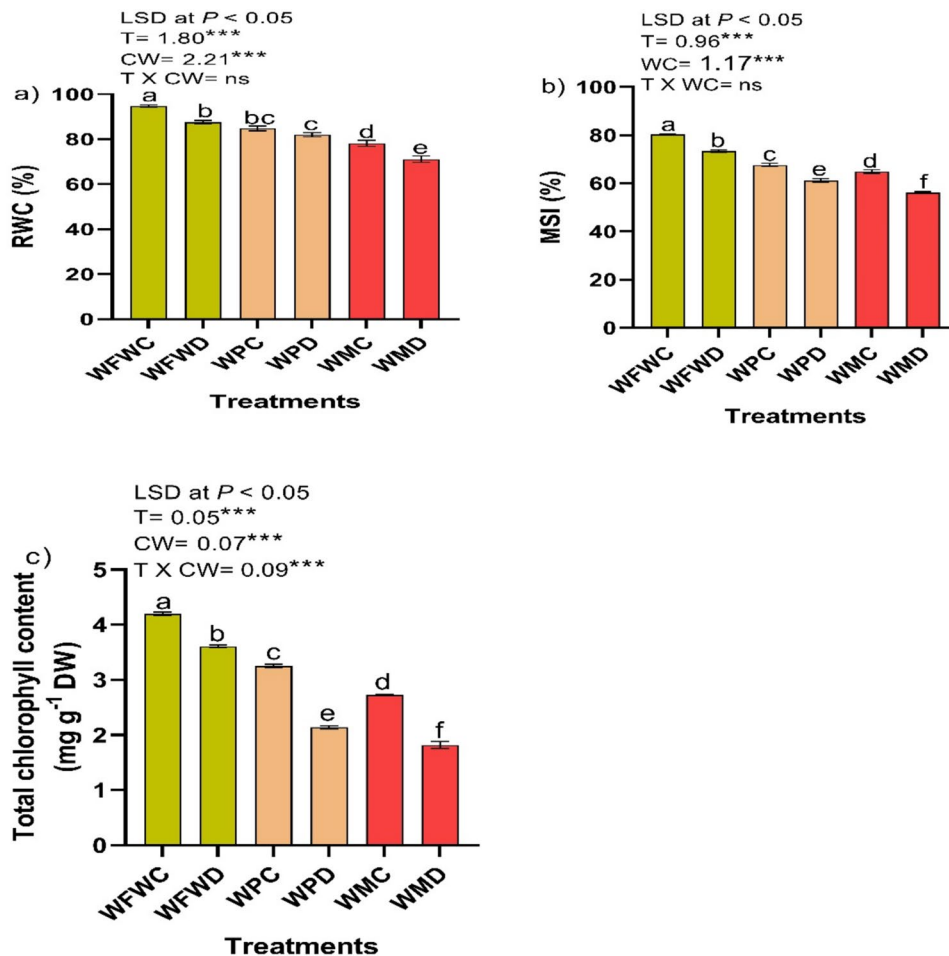 LSD at P < 0.05
T= 1.80***
CW= 2.21***
T X CW= ns
a)
100
80
60
40
20
0
RWC (%)
a
b
bc
c
d
e
WFWC
WFWD
WPC
WPD
WMC
WMD
Treatments
LSD at P < 0.05
T= 0.96***
WC= 1.17***
T X WC= ns
b)
100
80
60
40
20
0
MSI (%)
a
b
c
e
d
f
WFWC
WFWD
WPC
WPD
WMC
WMD
Treatments
LSD at P < 0.05
T= 0.05***
CW= 0.07***
T X CW= 0.09***
c)
5
4
3
2
1
0
Total chlorophyll content
(mg g⁻¹ DW)
a
b
c
e
d
f
WFWC
WFWD
WPC
WPD
WMC
WMD
Treatments